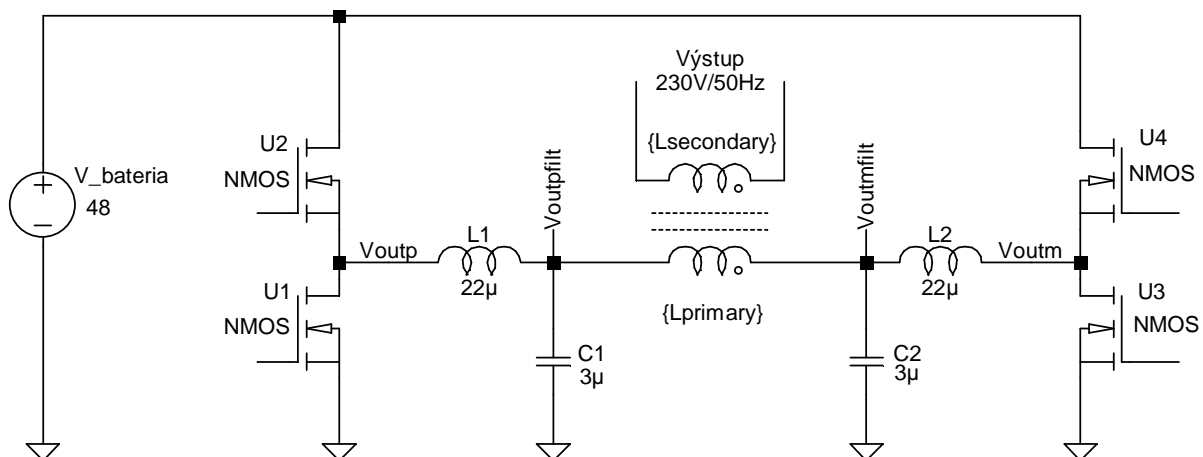 Výstup
230V/50Hz
U2
{Lsecondary}
U4
V_bateria
NMOS
Voutpfilt
Voutmfilt
NMOS
+
48
–
Voutp
L1
L2
Voutm
U1
22µ
22µ
U3
NMOS
{Lprimary}
NMOS
C1
C2
3µ
3µ